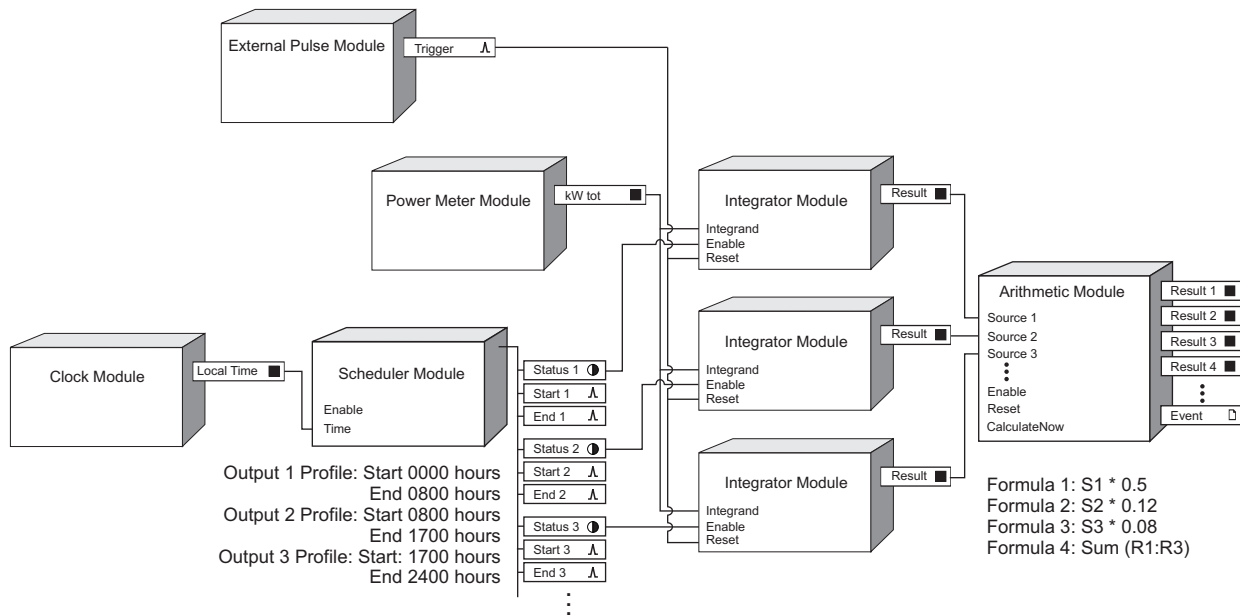 External Pulse Module
Trigger
Power Meter Module
kW tot
Integrator Module
Integrand
Enable
Reset
Result
Clock Module
Local Time
Scheduler Module
Enable
Time
Status 1
Start 1
End 1
Status 2
Start 2
End 2
Status 3
Start 3
End 3
Output 1 Profile: Start 0000 hours
End 0800 hours
Output 2 Profile: Start 0800 hours
End 1700 hours
Output 3 Profile: Start: 1700 hours
End 2400 hours
Integrator Module
Integrand
Enable
Reset
Result
Integrator Module
Integrand
Enable
Reset
Result
Arithmetic Module
Source 1
Source 2
Source 3
Enable
Reset
CalculateNow
Result 1
Result 2
Result 3
Result 4
Event
Formula 1: S1 * 0.5
Formula 2: S2 * 0.12
Formula 3: S3 * 0.08
Formula 4: Sum (R1:R3)